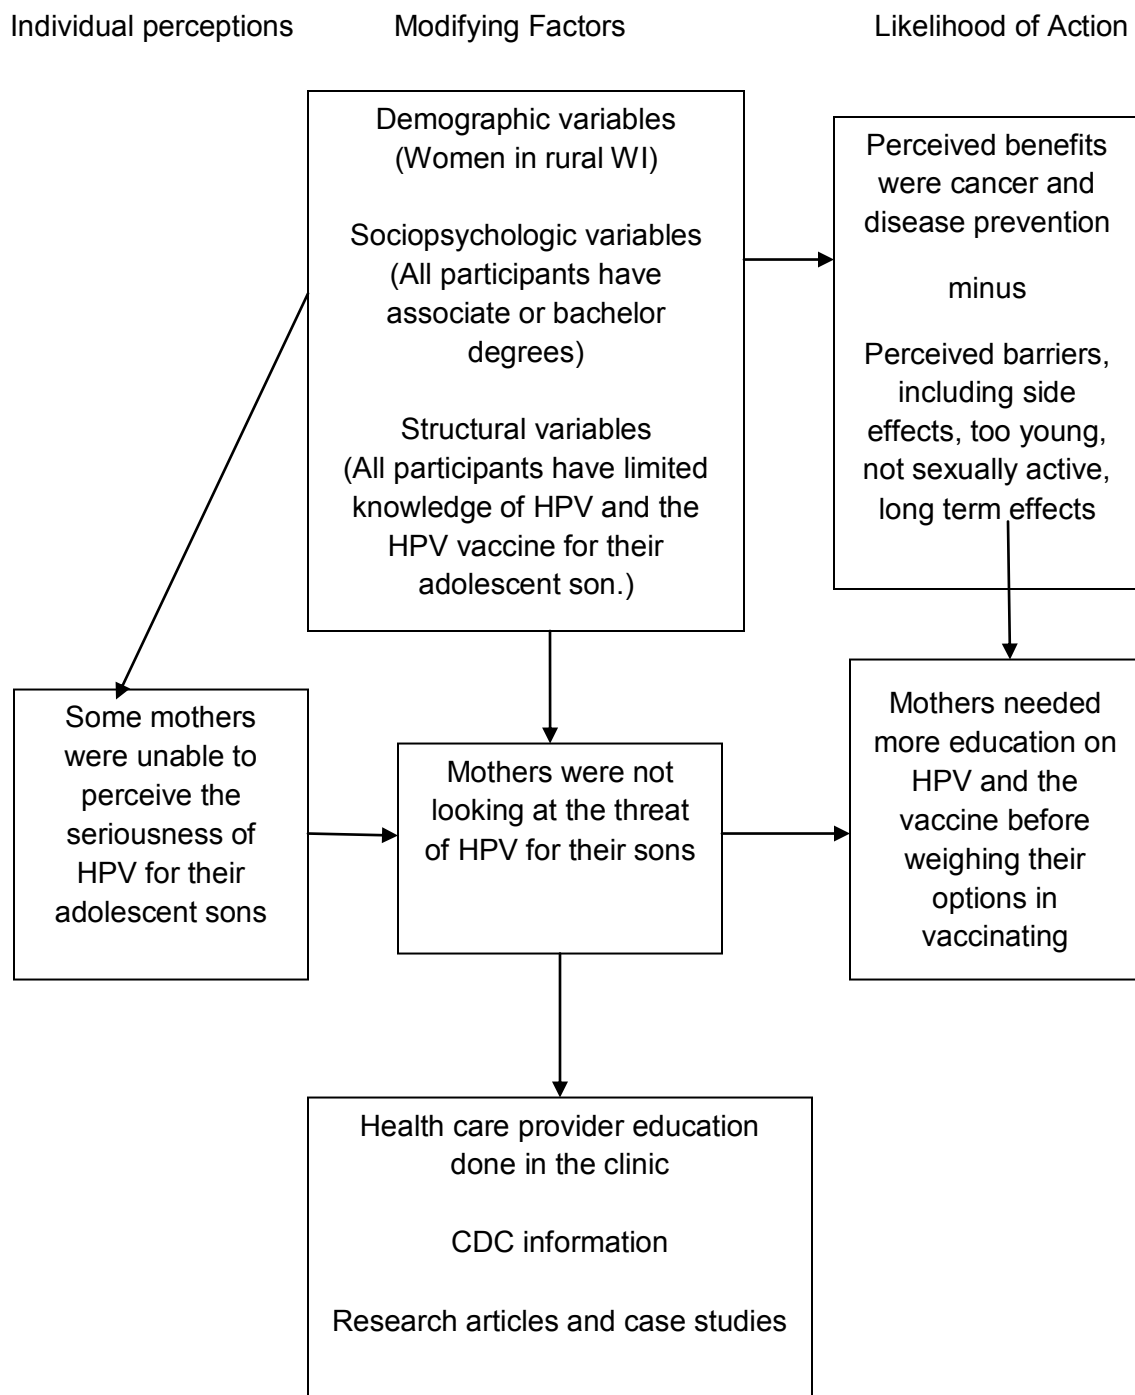 Individual perceptions
Modifying Factors
Likelihood of Action
Demographic variables
(Women in rural WI)
Sociopsychologic variables
(All participants have
associate or bachelor
degrees)
Structural variables
(All participants have limited
knowledge of HPV and the
HPV vaccine for their
adolescent son.)
Perceived benefits
were cancer and
disease prevention
minus
Perceived barriers,
including side
effects, too young,
not sexually active,
long term effects
Some mothers
were unable to
perceive the
seriousness of
HPV for their
adolescent sons
Mothers were not
looking at the threat
of HPV for their sons
Mothers needed
more education on
HPV and the
vaccine before
weighing their
options in
vaccinating
Health care provider education
done in the clinic
CDC information
Research articles and case studies